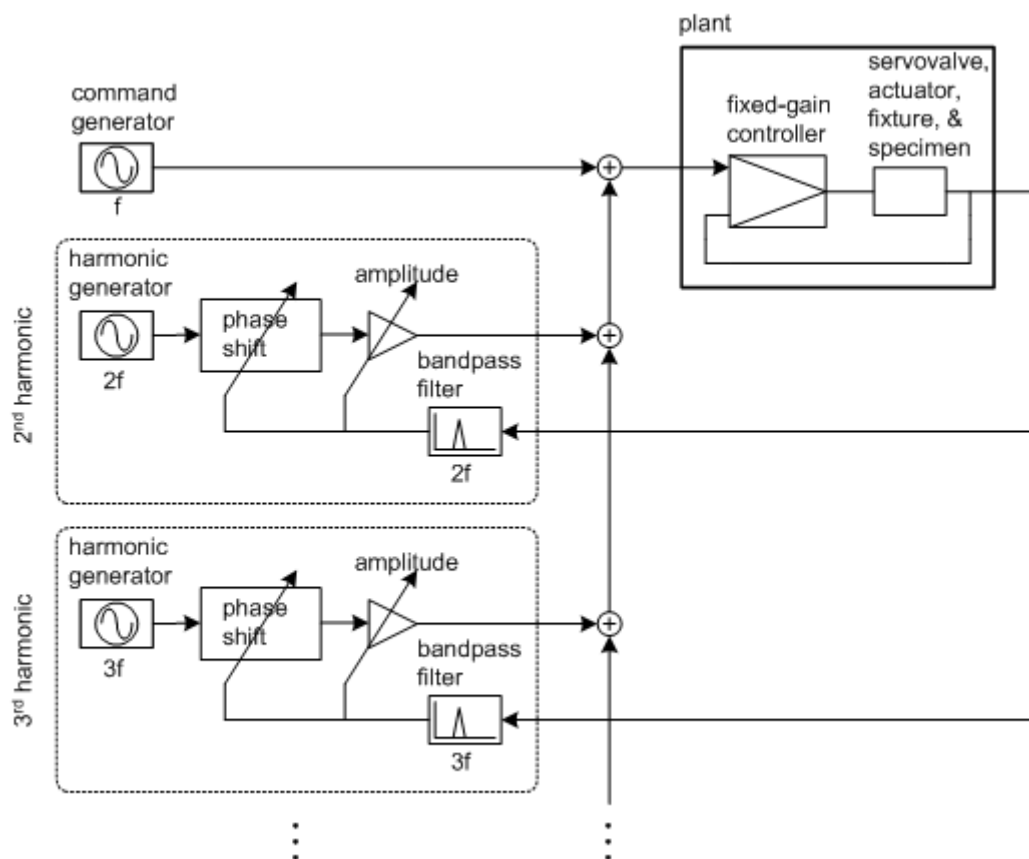 plant
servovalve,
actuator,
fixture, &
specimen
fixed-gain
controller
command
generator
f
2nd harmonic
harmonic
generator
2f
phase
shift
amplitude
bandpass
filter
2f
3rd harmonic
harmonic
generator
3f
phase
shift
amplitude
bandpass
filter
3f